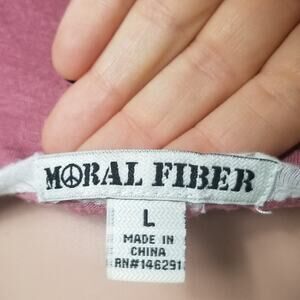 MORAL FIBER
L
MADE IN
CHINA
RN#146291